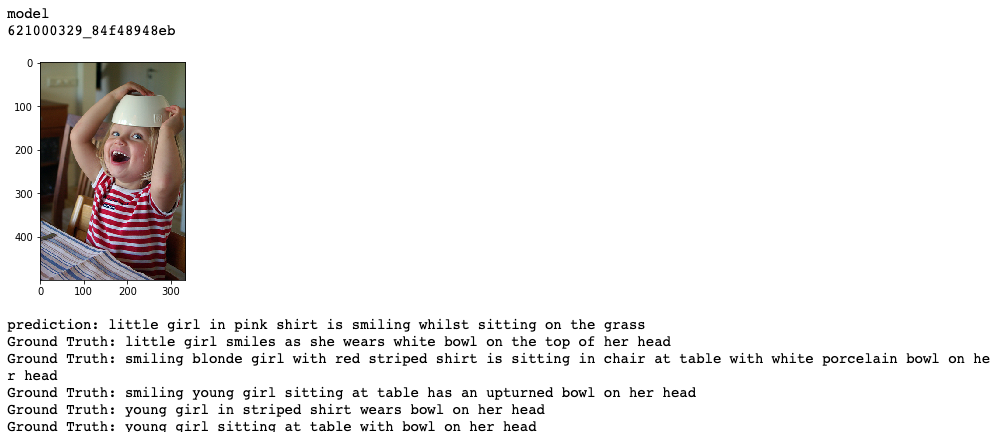 model
621000329_84f48948eb
0
100
200
300
400
0 100 200 300
prediction: little girl in pink shirt is smiling whilst sitting on the grass
Ground Truth: little girl smiles as she wears white bowl on the top of her head
Ground Truth: smiling blonde girl with red striped shirt is sitting in chair at table with white porcelain bowl on he
r head
Ground Truth: smiling young girl sitting at table has an upturned bowl on her head
Ground Truth: young girl in striped shirt wears bowl on her head
Ground Truth: young girl sitting at table with bowl on her head